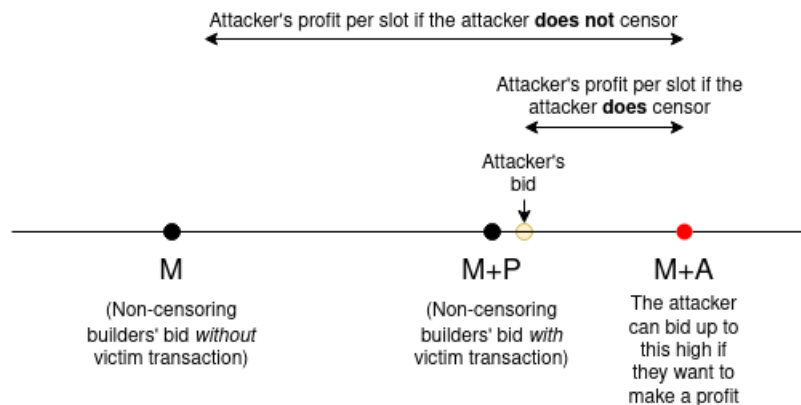 Attacker's profit per slot if the attacker does not censor
Attacker's profit per slot if the
attacker does censor
Attacker's
bid
M
(Non-censoring
builders' bid without
victim transaction)
M+P
(Non-censoring
builders' bid with
victim transaction)
M+A
The attacker
can bid up to
this high if
they want to
make a profit